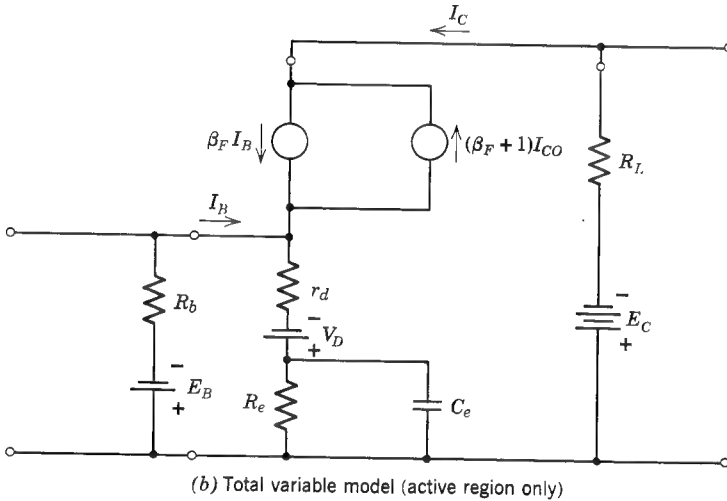 I_C
β_F I_B
(β_F + 1)I_CO
R_L
I_B
r_d
R_b
−
V_D
+
−
E_C
+
−
E_B
+
R_e
C_e
(b) Total variable model (active region only)